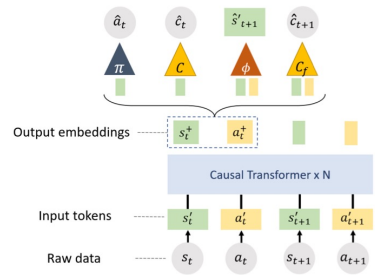 â_t ĉ_t ŝ'_{t+1} ĉ_{t+1}
π C ϕ C_f
Output embeddings s_t^+ a_t^+
Causal Transformer x N
Input tokens s'_t a'_t s'_{t+1} a'_{t+1}
Raw data s_t a_t s_{t+1} a_{t+1}